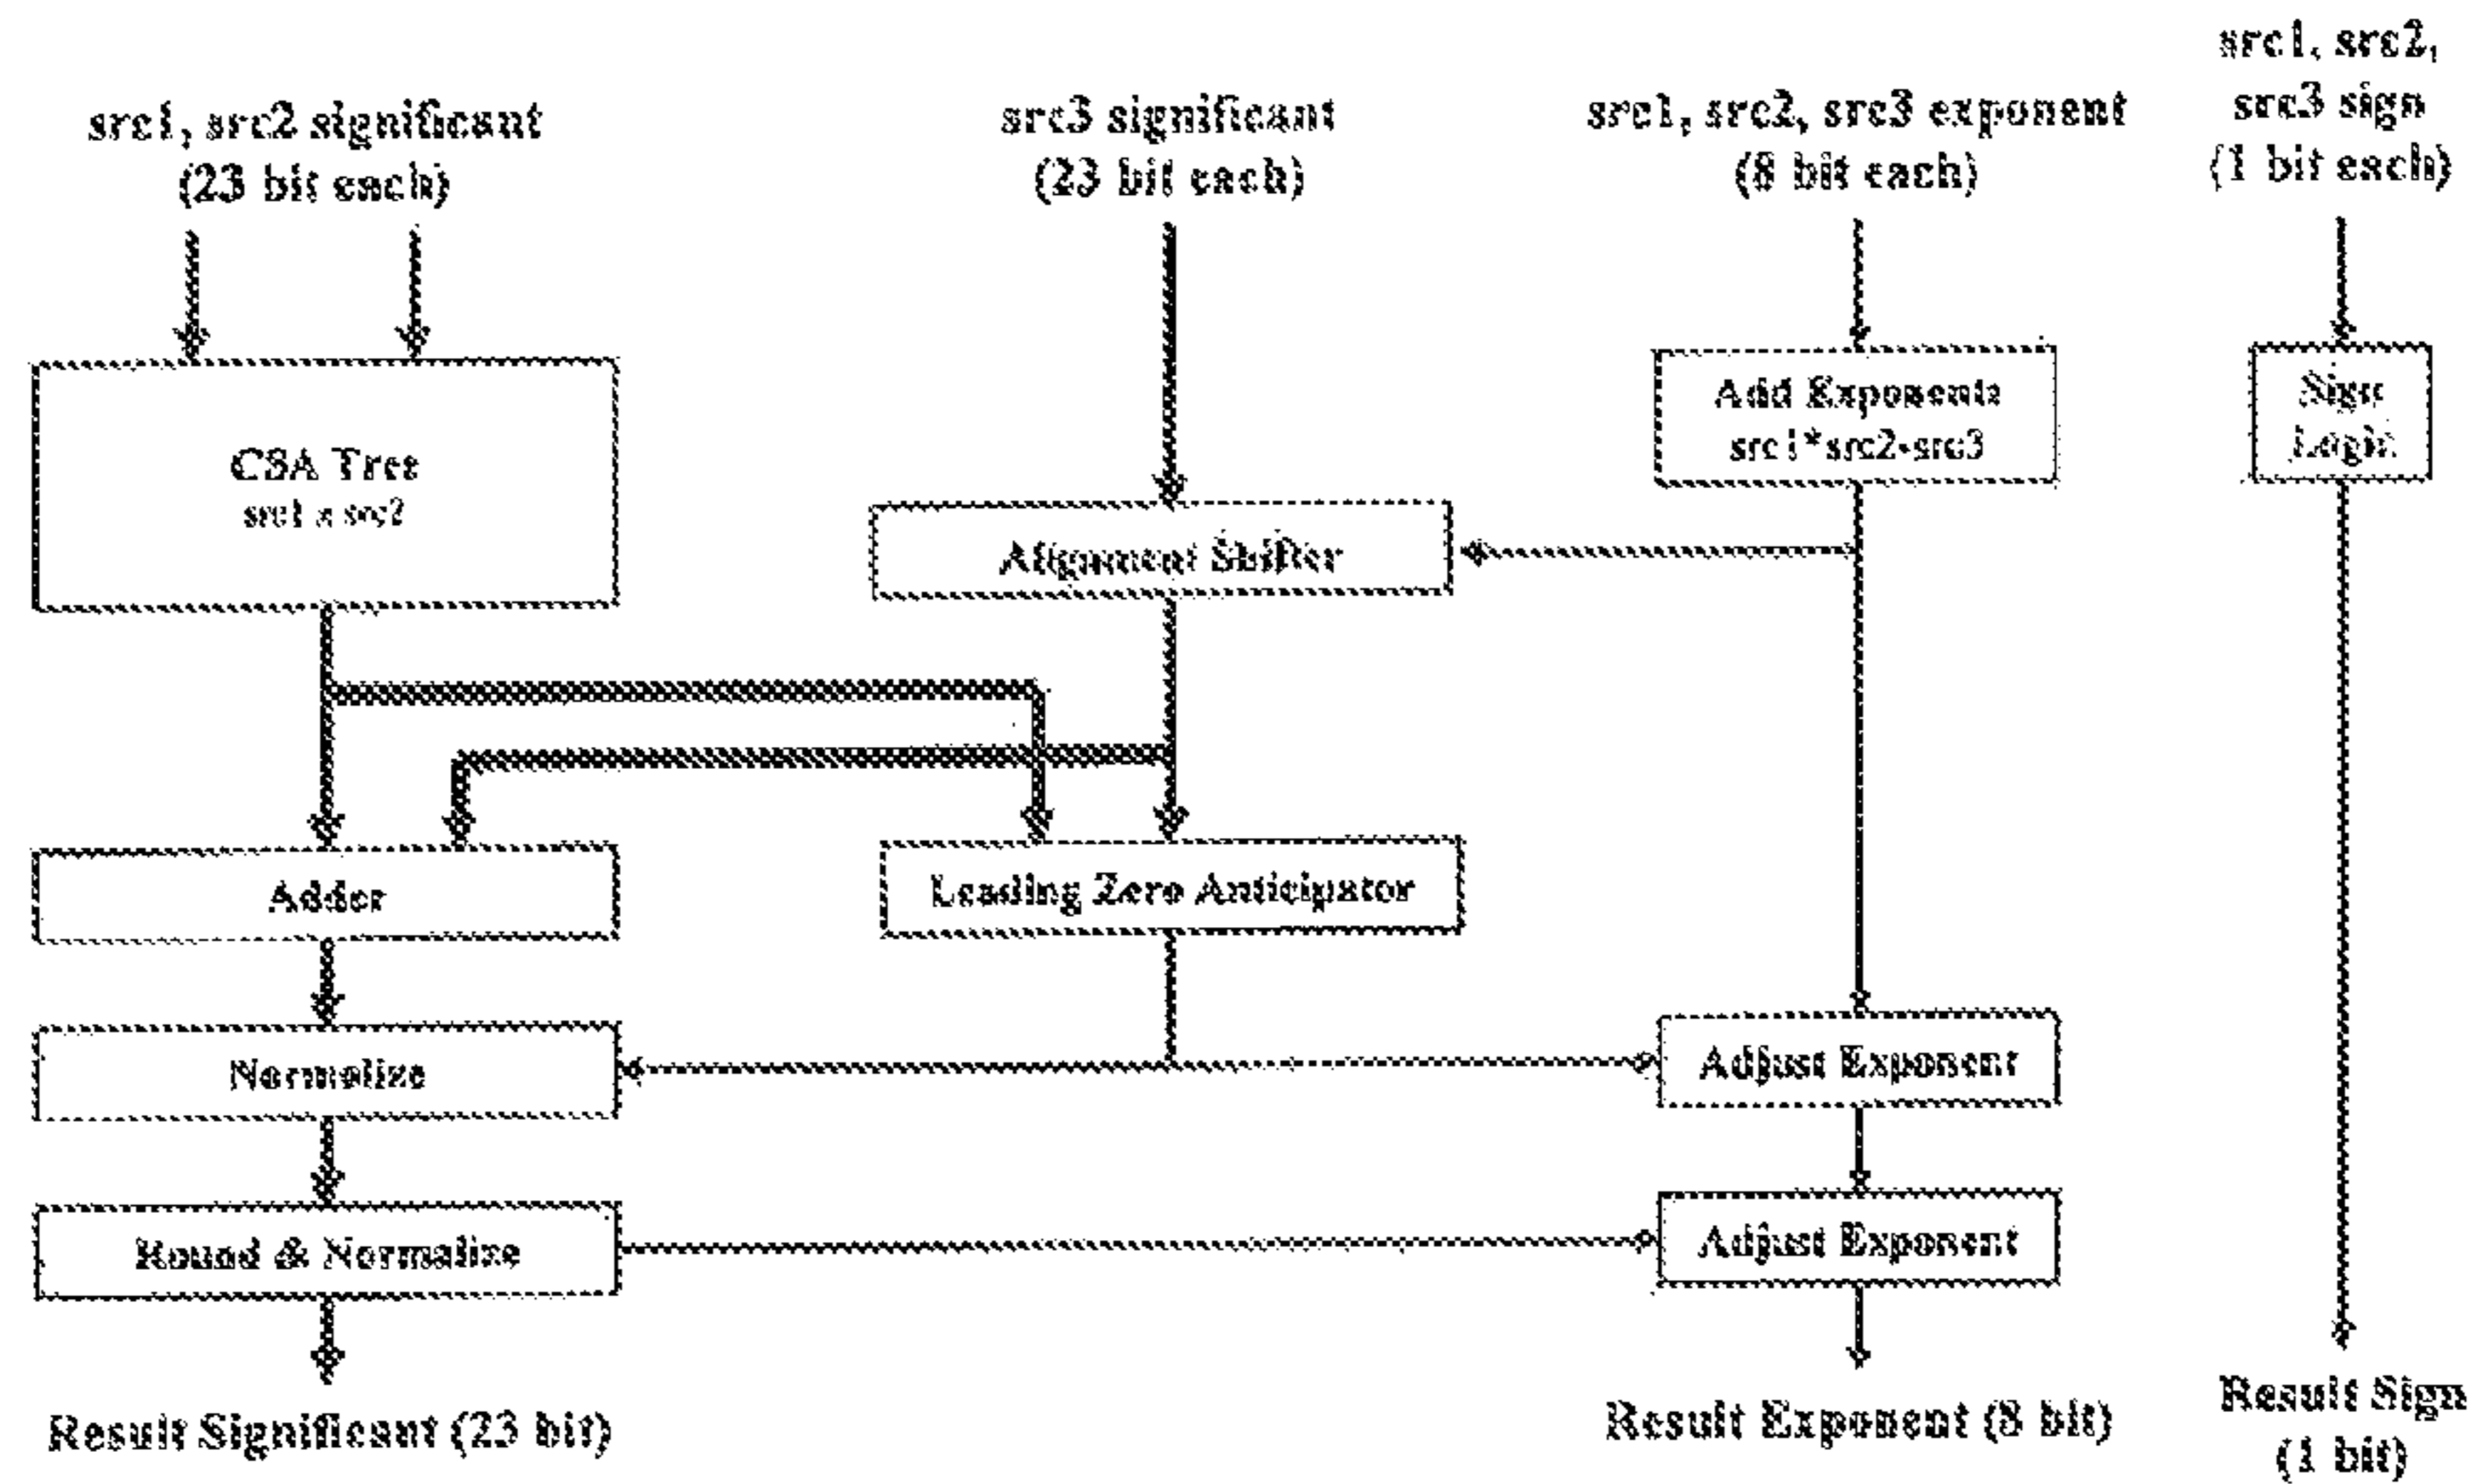 src1, src2 significant
(23 bit each)
src3 significant
(23 bit each)
src1, src2, src3 exponent
(8 bit each)
src1, src2,
src3 sign
(1 bit each)
CSA Tree
src1 x src2
Add Exponents
src1*src2-src3
Sign
Logic
Alignment Shifter
Adder
Leading Zero Anticipator
Normalize
Adjust Exponent
Round & Normalize
Adjust Exponent
Result Significant (23 bit)
Result Exponent (8 bit)
Result Sign
(1 bit)